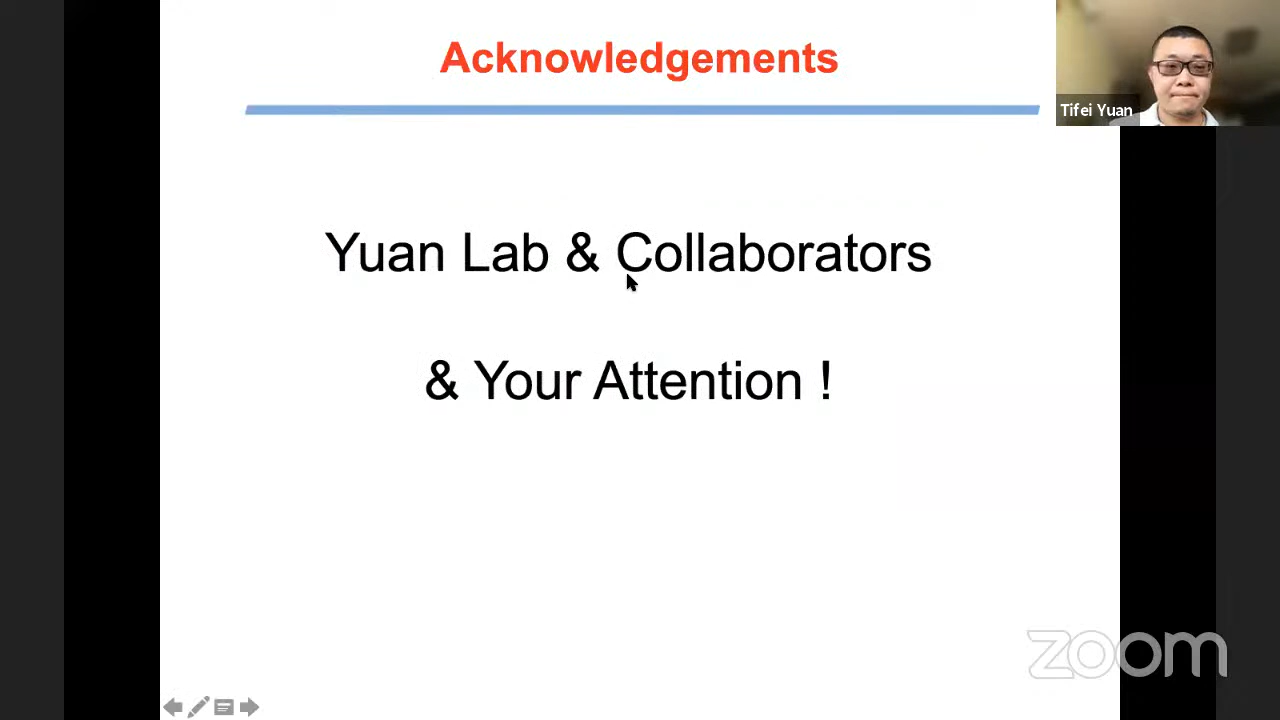 Acknowledgements
Tifei Yuan
Yuan Lab & Collaborators
& Your Attention !
zoom